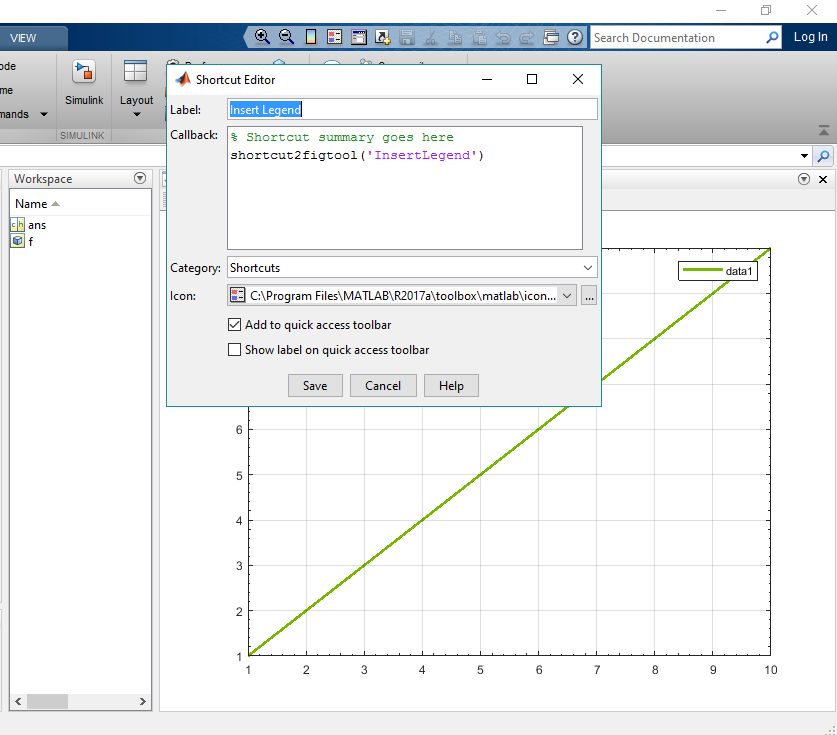 VIEW
Search Documentation
Log In
ode
me
mands
Simulink
Layout
SIMULINK
Shortcut Editor
Label:
Insert Legend
Callback:
% Shortcut summary goes here
shortcut2figtool('InsertLegend')
Category:
Shortcuts
Icon:
C:\Program Files\MATLAB\R2017a\toolbox\matlab\icon...
...
Add to quick access toolbar
Show label on quick access toolbar
Save Cancel Help
Workspace
Name
ans
f
data1
6
5
4
3
2
1
1 2 3 4 5 6 7 8 9 10